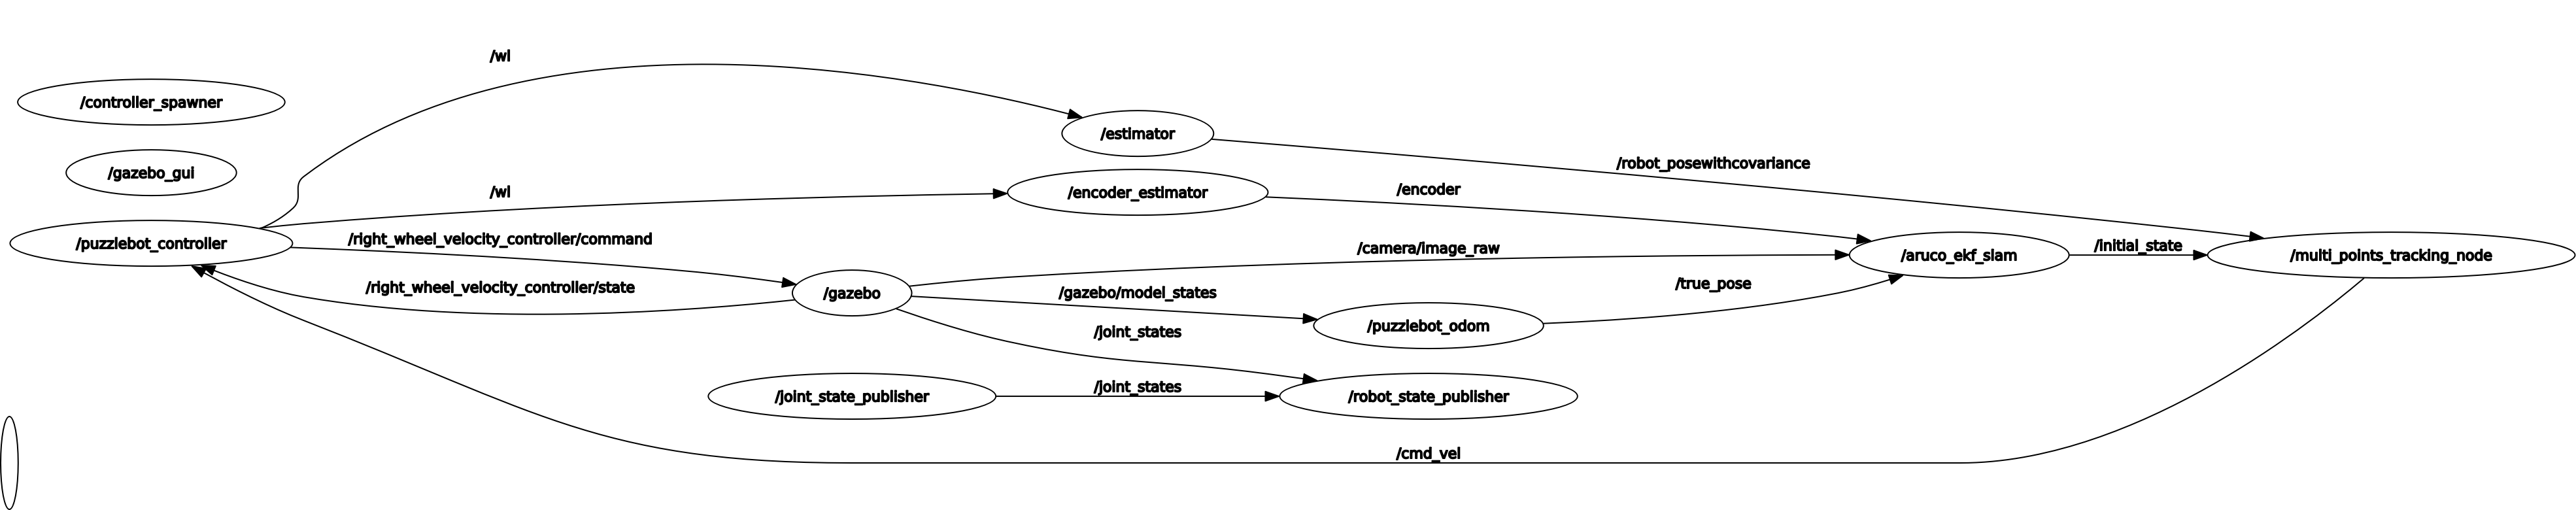 /wl
/controller_spawner
/estimator
/robot_posewithcovariance
/gazebo_gui
/wl
/encoder_estimator
/encoder
/puzzlebot_controller
/right_wheel_velocity_controller/command
/camera/image_raw
/aruco_ekf_slam
/initial_state
/multi_points_tracking_node
/right_wheel_velocity_controller/state
/gazebo
/gazebo/model_states
/true_pose
/puzzlebot_odom
/joint_states
/joint_state_publisher
/joint_states
/robot_state_publisher
/cmd_vel